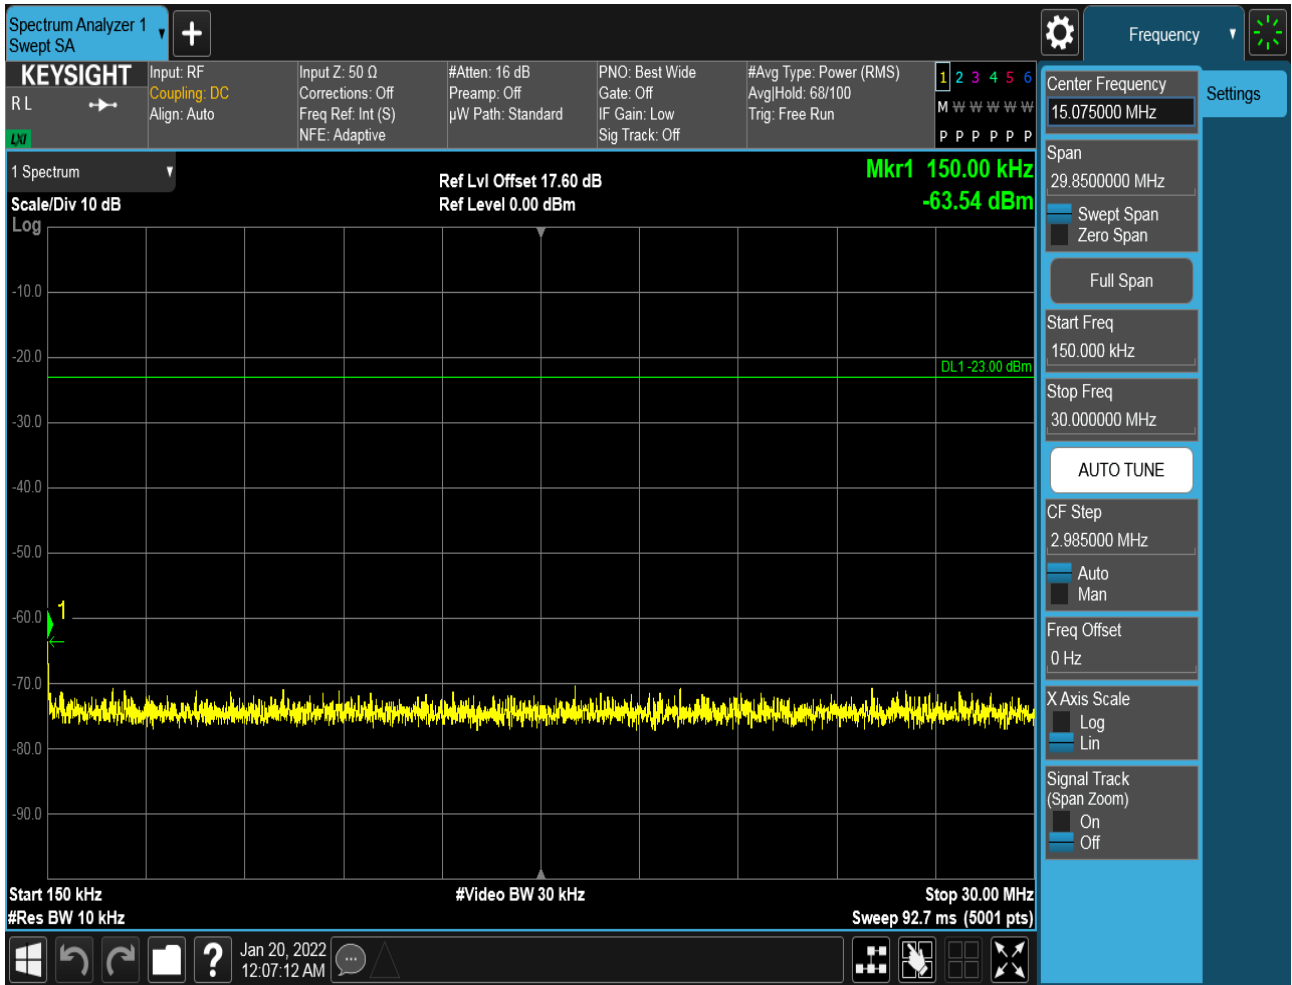 Spectrum Analyzer 1
Swept SA
Frequency
KEYSIGHT
R L
LXI
Input: RF
Coupling: DC
Align: Auto
Input Z: 50 Ω
Corrections: Off
Freq Ref: Int (S)
NFE: Adaptive
#Atten: 16 dB
Preamp: Off
µW Path: Standard
PNO: Best Wide
Gate: Off
IF Gain: Low
Sig Track: Off
#Avg Type: Power (RMS)
Avg|Hold: 68/100
Trig: Free Run
1 2 3 4 5 6
M W W W W W
P P P P P P
Center Frequency
15.075000 MHz
Settings
Span
29.8500000 MHz
Swept Span
Zero Span
Full Span
Start Freq
150.000 kHz
Stop Freq
30.000000 MHz
AUTO TUNE
CF Step
2.985000 MHz
Auto
Man
Freq Offset
0 Hz
X Axis Scale
Log
Lin
Signal Track
(Span Zoom)
On
Off
1 Spectrum
Scale/Div 10 dB
Log
Ref Lvl Offset 17.60 dB
Ref Level 0.00 dBm
Mkr1 150.00 kHz
-63.54 dBm
-10.0
-20.0
DL1 -23.00 dBm
-30.0
-40.0
-50.0
-60.0
1
-70.0
-80.0
-90.0
Start 150 kHz
#Video BW 30 kHz
Stop 30.00 MHz
#Res BW 10 kHz
Sweep 92.7 ms (5001 pts)
?
Jan 20, 2022
12:07:12 AM